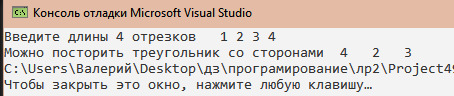 Консоль отладки Microsoft Visual Studio
Введите длины 4 отрезков 1 2 3 4
Можно посторить треугольник со сторонами 4 2 3
C:\Users\Валерий\Desktop\дз\програмирование\лр2\Project49
Чтобы закрыть это окно, нажмите любую клавишу…